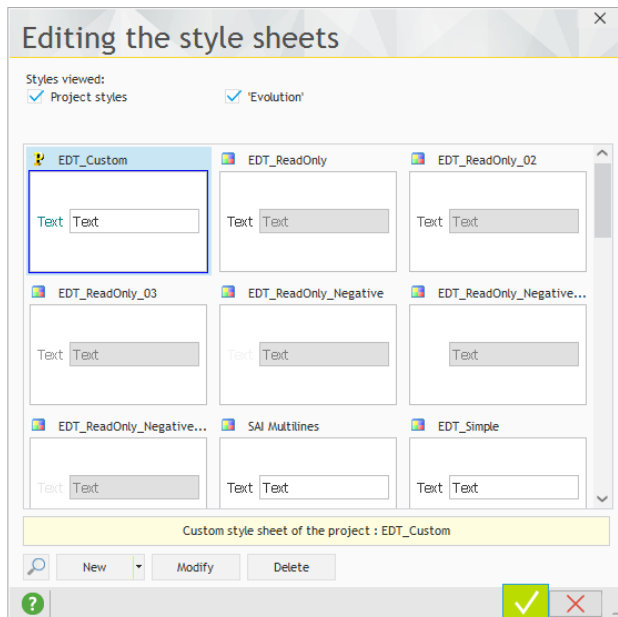 Editing the style sheets
Styles viewed:
Project styles 'Evolution'
EDT_Custom EDT_ReadOnly EDT_ReadOnly_02
Text Text Text Text Text Text
EDT_ReadOnly_03 EDT_ReadOnly_Negative EDT_ReadOnly_Negative...
Text Text Text Text Text
EDT_ReadOnly_Negative... SAI Multilines EDT_Simple
Text Text Text Text Text Text
Custom style sheet of the project : EDT_Custom
New Modify Delete
?